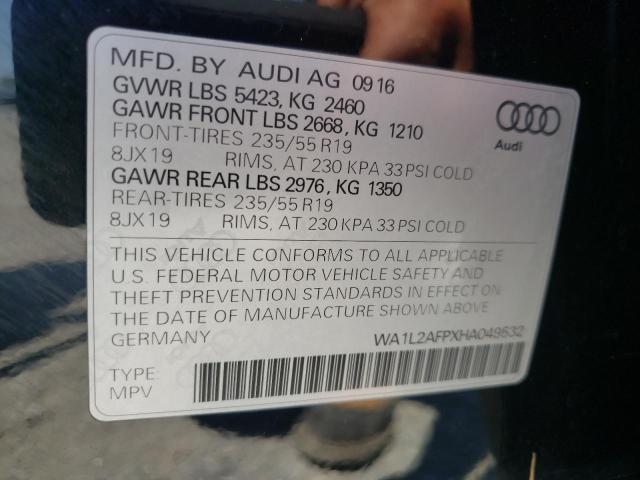 MFD. BY AUDI AG 09 16
GVWR LBS 5423, KG 2460
GAWR FRONT LBS 2668, KG 1210
FRONT-TIRES 235/55 R19
8JX19 RIMS, AT 230 KPA 33 PSI COLD
GAWR REAR LBS 2976, KG 1350
REAR-TIRES 235/55 R19
8JX19 RIMS, AT 230 KPA 33 PSI COLD
Audi
THIS VEHICLE CONFORMS TO ALL APPLICABLE
U.S. FEDERAL MOTOR VEHICLE SAFETY AND
THEFT PREVENTION STANDARDS IN EFFECT ON
THE DATE OF MANUFACTURE SHOWN ABOVE
GERMANY WA1L2AFPXHA049632
TYPE:
MPV